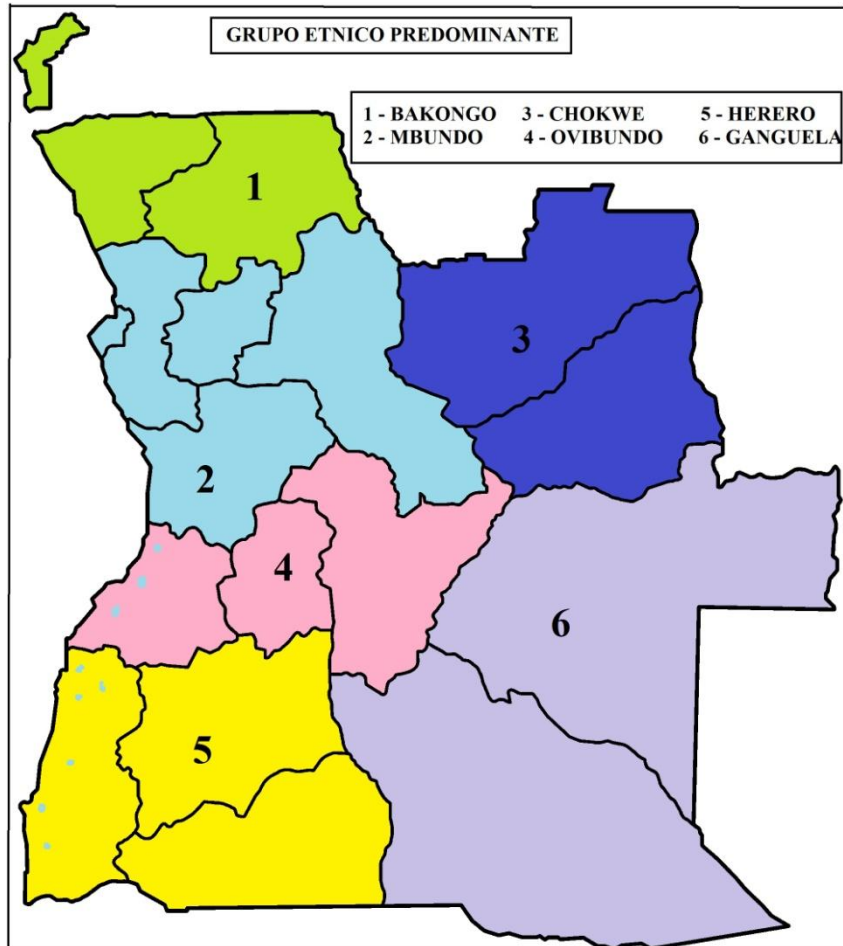 GRUPO ETNICO PREDOMINANTE
1 - BAKONGO 3 - CHOKWE 5 - HERERO
2 - MBUNDO 4 - OVIBUNDO 6 - GANGUELA
1
3
2
4
6
5